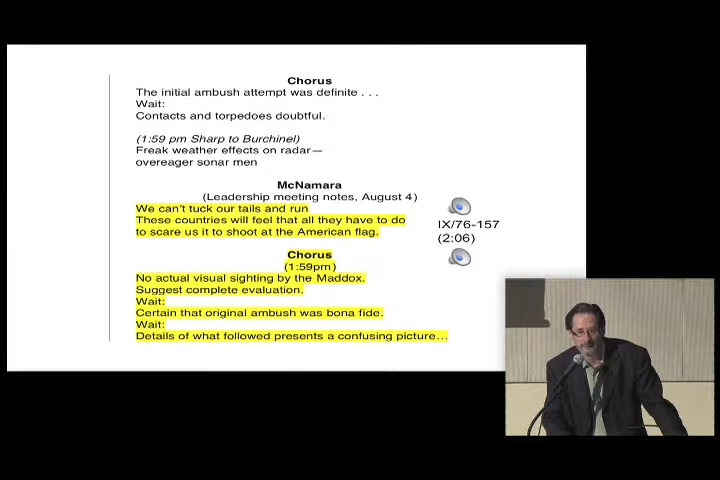 Chorus
The initial ambush attempt was definite . . .
Wait:
Contacts and torpedoes doubtful.
(1:59 pm Sharp to Burchinel)
Freak weather effects on radar—
overeager sonar men
McNamara
(Leadership meeting notes, August 4)
We can't tuck our tails and run
These countries will feel that all they have to do
to scare us it to shoot at the American flag.
Chorus
(1:59pm)
No actual visual sighting by the Maddox.
Suggest complete evaluation.
Wait:
Certain that original ambush was bona fide.
Wait:
Details of what followed presents a confusing picture…
IX/76-157
(2:06)